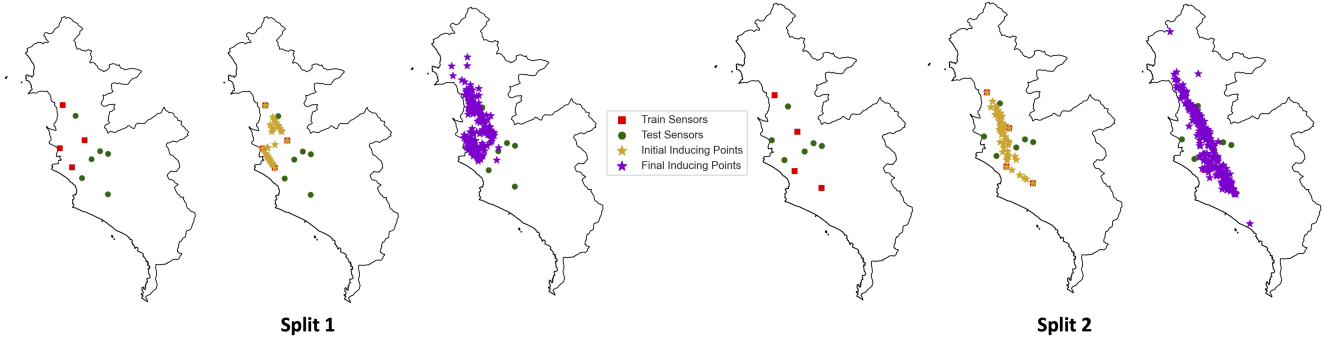 Train Sensors
Test Sensors
Initial Inducing Points
Final Inducing Points
Split 1
Split 2